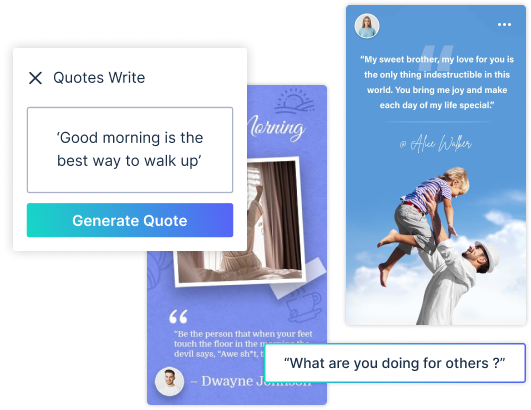 Quotes Write
‘Good morning is the
best way to walk up’
Generate Quote
Morning
“Be the person that when your feet
touch the floor in the morning the
devil says, “Awe sh*t, t
– Dwayne Johnson
“My sweet brother, my love for you is
the only thing indestructible in this
world. You bring me joy and make
each day of my life special.”
@ Alice Walker
“What are you doing for others ?”